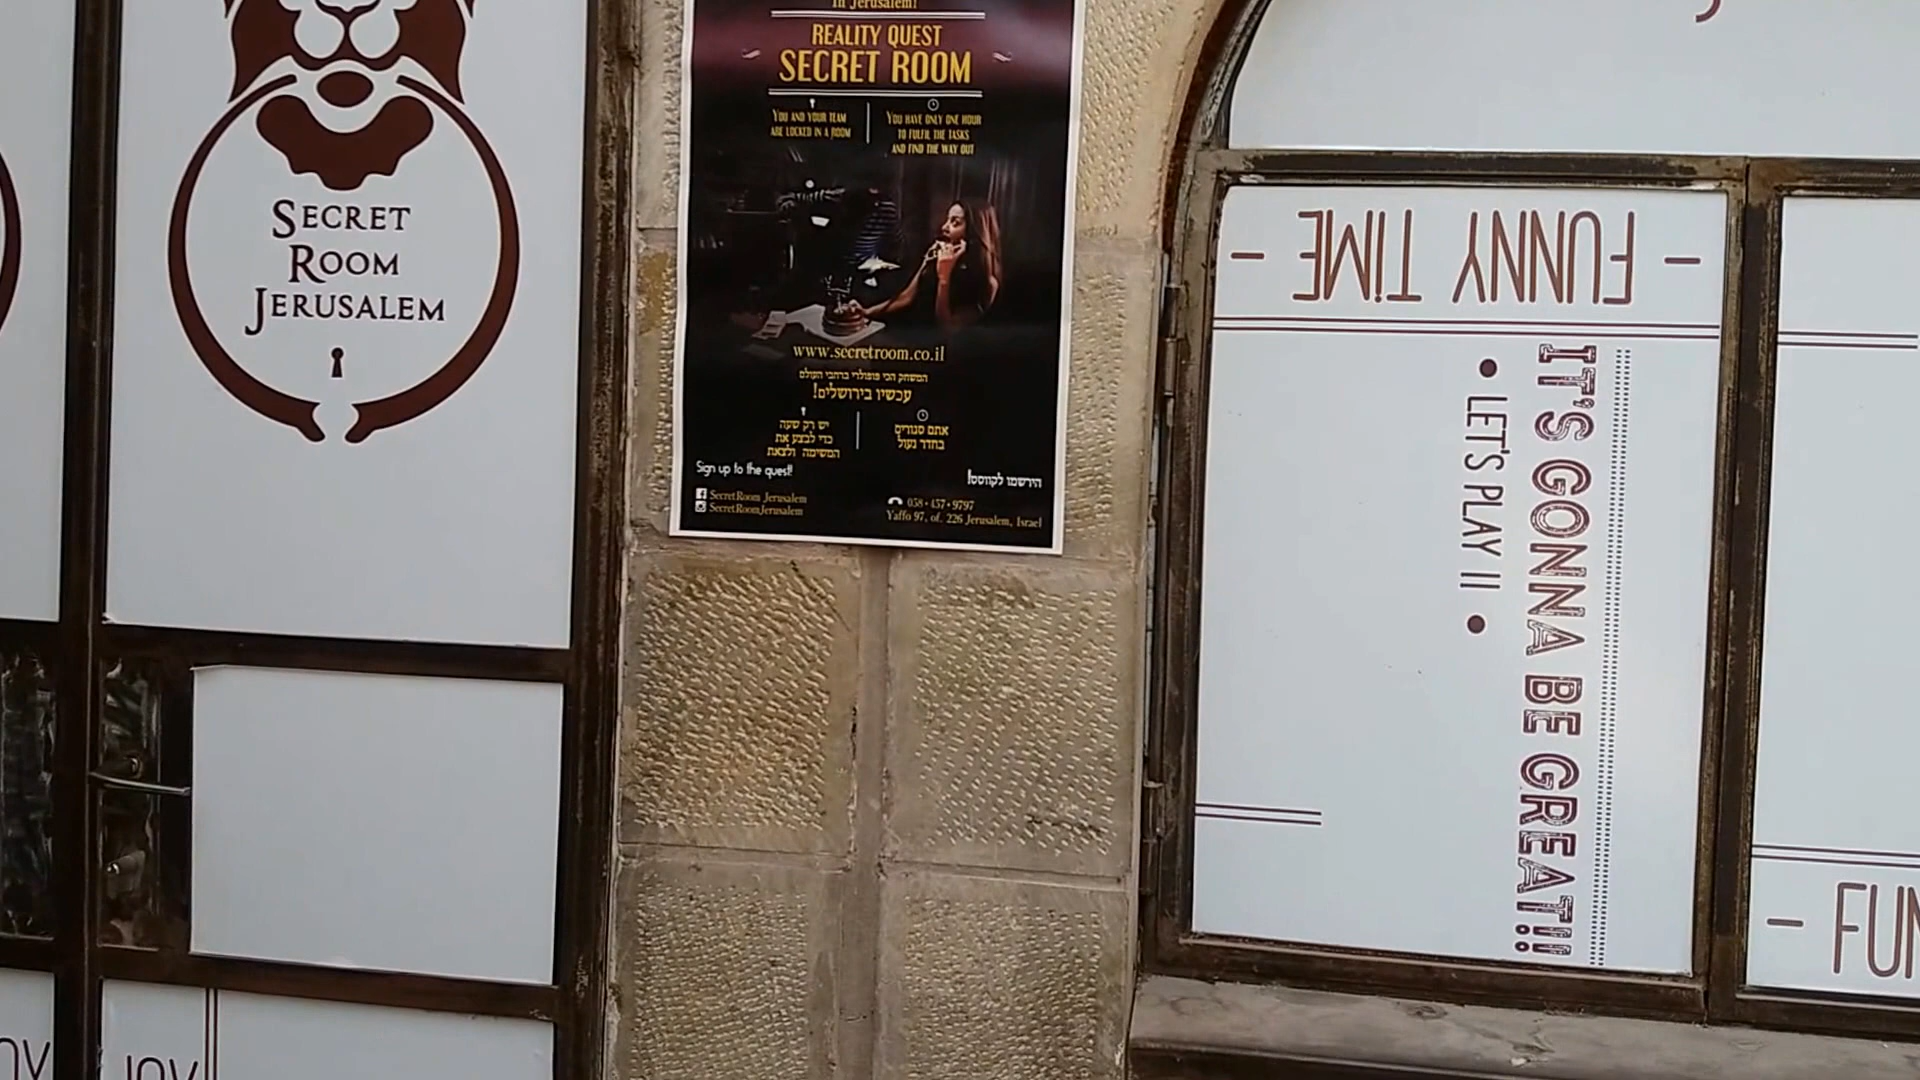 SECRET
ROOM
JERUSALEM
In Jerusalem!
REALITY QUEST
SECRET ROOM
YOU AND YOUR TEAM
ARE LOCKED IN A ROOM
YOU HAVE ONLY ONE HOUR
TO FULFIL THE TASKS
AND FIND THE WAY OUT
www.secretroom.co.il
המשחק הכי פופולרי ברחבי העולם
עכשיו בירושלים!
אתם סגורים
בחדר נעול
יש רק שעה
כדי לבצע את
המשימה ולצאת
Sign up to the quest!
הירשמו לקווסט!
SecretRoom Jerusalem
SecretRoomJerusalem
058•457•9797
Yaffo 97, of. 226 Jerusalem, Israel
- FUNNY TIME -
IT'S GONNA BE GREAT!!!
• LET'S PLAY II •
- FUN